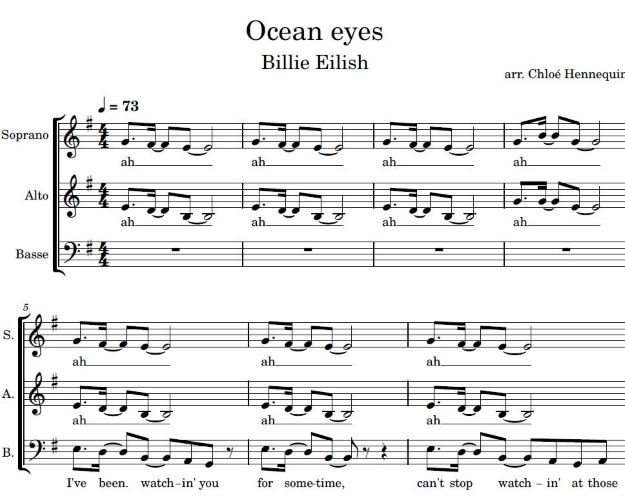 Ocean eyes
Billie Eilish
arr. Chloé Hennequin
= 73
Soprano
ah ah ah ah
Alto
ah ah ah ah
Basse
5
S.
ah ah ah
A.
ah ah ah
B.
I've been. watch-in' you for some-time, can't stop watch - in' at those